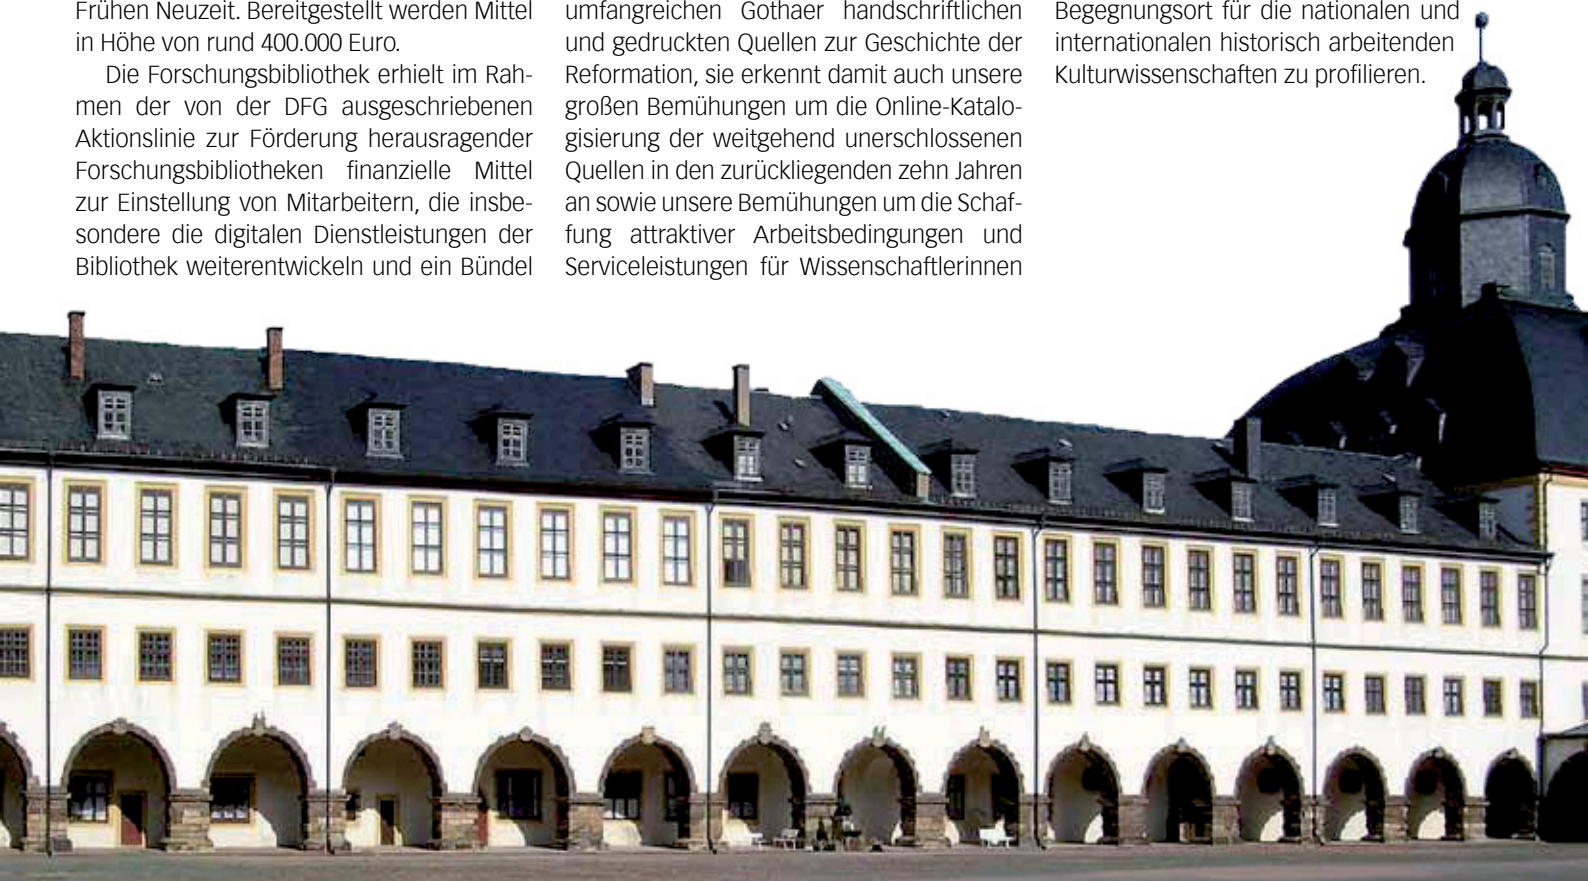 Frühen Neuzeit. Bereitgestellt werden Mittel
in Höhe von rund 400.000 Euro.
Die Forschungsbibliothek erhielt im Rah-
men der von der DFG ausgeschriebenen
Aktionslinie zur Förderung herausragender
Forschungsbibliotheken finanzielle Mittel
zur Einstellung von Mitarbeitern, die insbe-
sondere die digitalen Dienstleistungen der
Bibliothek weiterentwickeln und ein Bündel
umfangreichen Gothaer handschriftlichen
und gedruckten Quellen zur Geschichte der
Reformation, sie erkennt damit auch unsere
großen Bemühungen um die Online-Katalo-
gisierung der weitgehend unerschlossenen
Quellen in den zurückliegenden zehn Jahren
an sowie unsere Bemühungen um die Schaf-
fung attraktiver Arbeitsbedingungen und
Serviceleistungen für Wissenschaftlerinnen
Begegnungsort für die nationalen und
internationalen historisch arbeitenden
Kulturwissenschaften zu profilieren.